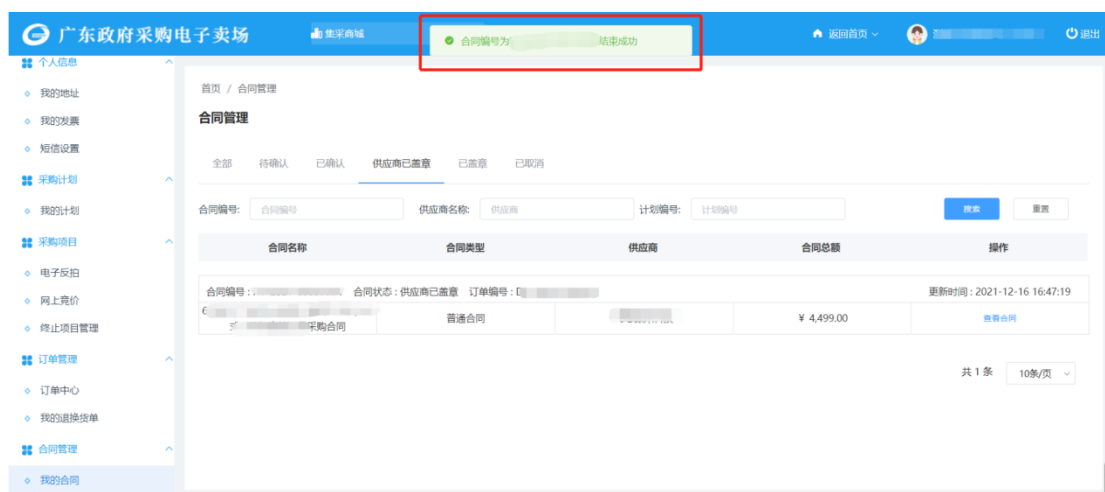 广东政府采购电子卖场
集采商城
合同编号为 结束成功
返回首页
退出
个人信息
我的地址
我的发票
短信设置
采购计划
我的计划
采购项目
电子反拍
网上竞价
终止项目管理
订单管理
订单中心
我的退换货单
合同管理
我的合同
首页 / 合同管理
合同管理
全部 待确认 已确认 供应商已盖章 已盖章 已取消
合同编号: 合同编号 供应商名称: 供应商 计划编号: 计划编号 搜索 重置
合同名称 合同类型 供应商 合同总额 操作
合同编号: 合同状态:供应商已盖章 订单编号: 更新时间:2021-12-16 16:47:19
采购合同 普通合同 ¥ 4,499.00 查看合同
共 1 条 10条/页